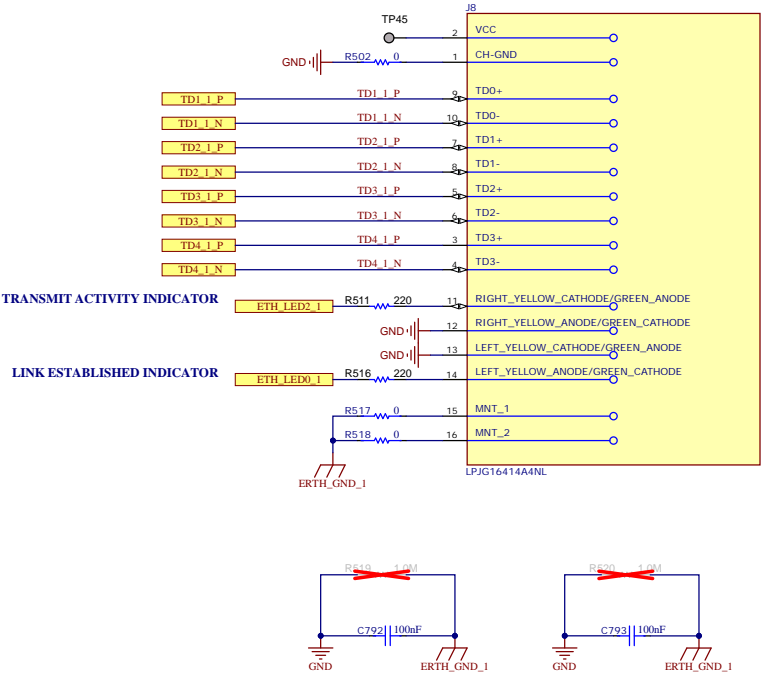 J8
TP45
2 VCC
GND R502 0 1 CH-GND
TD1_1_P TD1_1_P 9 TD0+
TD1_1_N TD1_1_N 10 TD0-
TD2_1_P TD2_1_P 7 TD1+
TD2_1_N TD2_1_N 8 TD1-
TD3_1_P TD3_1_P 5 TD2+
TD3_1_N TD3_1_N 6 TD2-
TD4_1_P TD4_1_P 3 TD3+
TD4_1_N TD4_1_N 4 TD3-
TRANSMIT ACTIVITY INDICATOR ETH_LED2_1 R511 220 11 RIGHT_YELLOW_CATHODE/GREEN_ANODE
GND 12 RIGHT_YELLOW_ANODE/GREEN_CATHODE
GND 13 LEFT_YELLOW_CATHODE/GREEN_ANODE
LINK ESTABLISHED INDICATOR ETH_LED0_1 R516 220 14 LEFT_YELLOW_ANODE/GREEN_CATHODE
R517 0 15 MNT_1
R518 0 16 MNT_2
LPJG16414A4NL
ERTH_GND_1
R519 1.0M R520 1.0M
C792 100nF C793 100nF
GND ERTH_GND_1 GND ERTH_GND_1